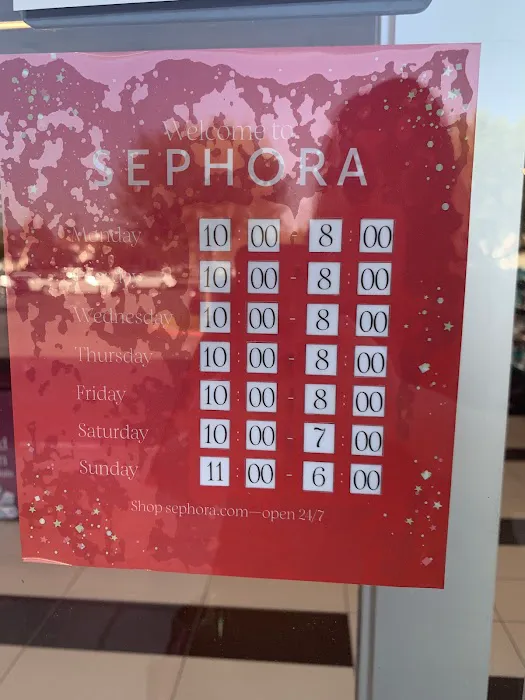 Welcome to
SEPHORA
Monday 10:00 - 8:00
10:00 - 8:00
Wednesday 10:00 - 8:00
Thursday 10:00 - 8:00
Friday 10:00 - 8:00
Saturday 10:00 - 7:00
Sunday 11:00 - 6:00
Shop sephora.com—open 24/7